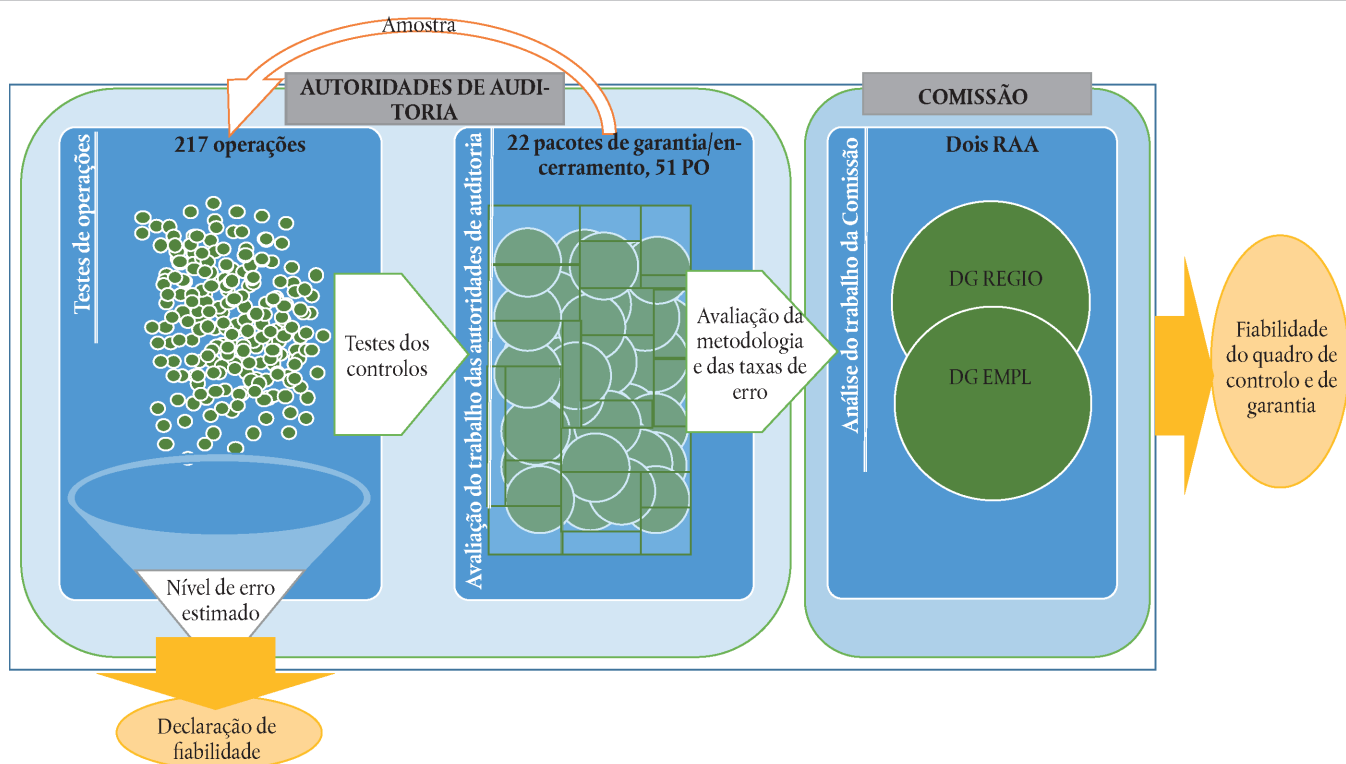 Amostra
AUTORIDADES DE AUDI-
TORIA
COMISSÃO
Testes de operações
217 operações
Testes dos
controlos
Nível de erro
estimado
Declaração de
fiabilidade
Avaliação do trabalho das autoridades de auditoria
22 pacotes de garantia/en-
cerramento, 51 PO
Avaliação da
metodologia
e das taxas de
erro
Análise do trabalho da Comissão
Dois RAA
DG REGIO
DG EMPL
Fiabilidade
do quadro de
controlo e de
garantia